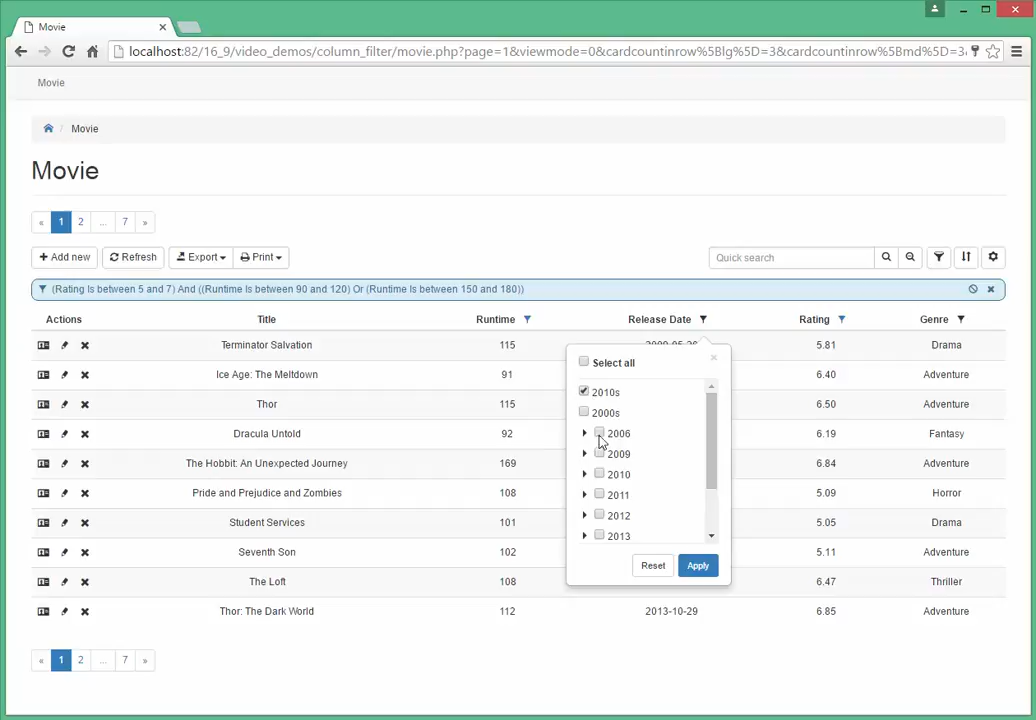 Movie
localhost:82/16_9/video_demos/column_filter/movie.php?page=1&viewmode=0&cardcountinrow%5Blg%5D=3&cardcountinrow%5Bmd%5D=3
Movie
Movie
Movie
« 1 2 ... 7 »
Add new Refresh Export Print Quick search
(Rating Is between 5 and 7) And ((Runtime Is between 90 and 120) Or (Runtime Is between 150 and 180))
Actions Title Runtime Release Date Rating Genre
Terminator Salvation 115 5.81 Drama
Ice Age: The Meltdown 91 6.40 Adventure
Thor 115 6.50 Adventure
Dracula Untold 92 6.19 Fantasy
The Hobbit: An Unexpected Journey 169 6.84 Adventure
Pride and Prejudice and Zombies 108 5.09 Horror
Student Services 101 5.05 Drama
Seventh Son 102 5.11 Adventure
The Loft 108 6.47 Thriller
Thor: The Dark World 112 2013-10-29 6.85 Adventure
Select all ×
2010s
2000s
2006
2009
2010
2011
2012
2013
Reset Apply
« 1 2 ... 7 »